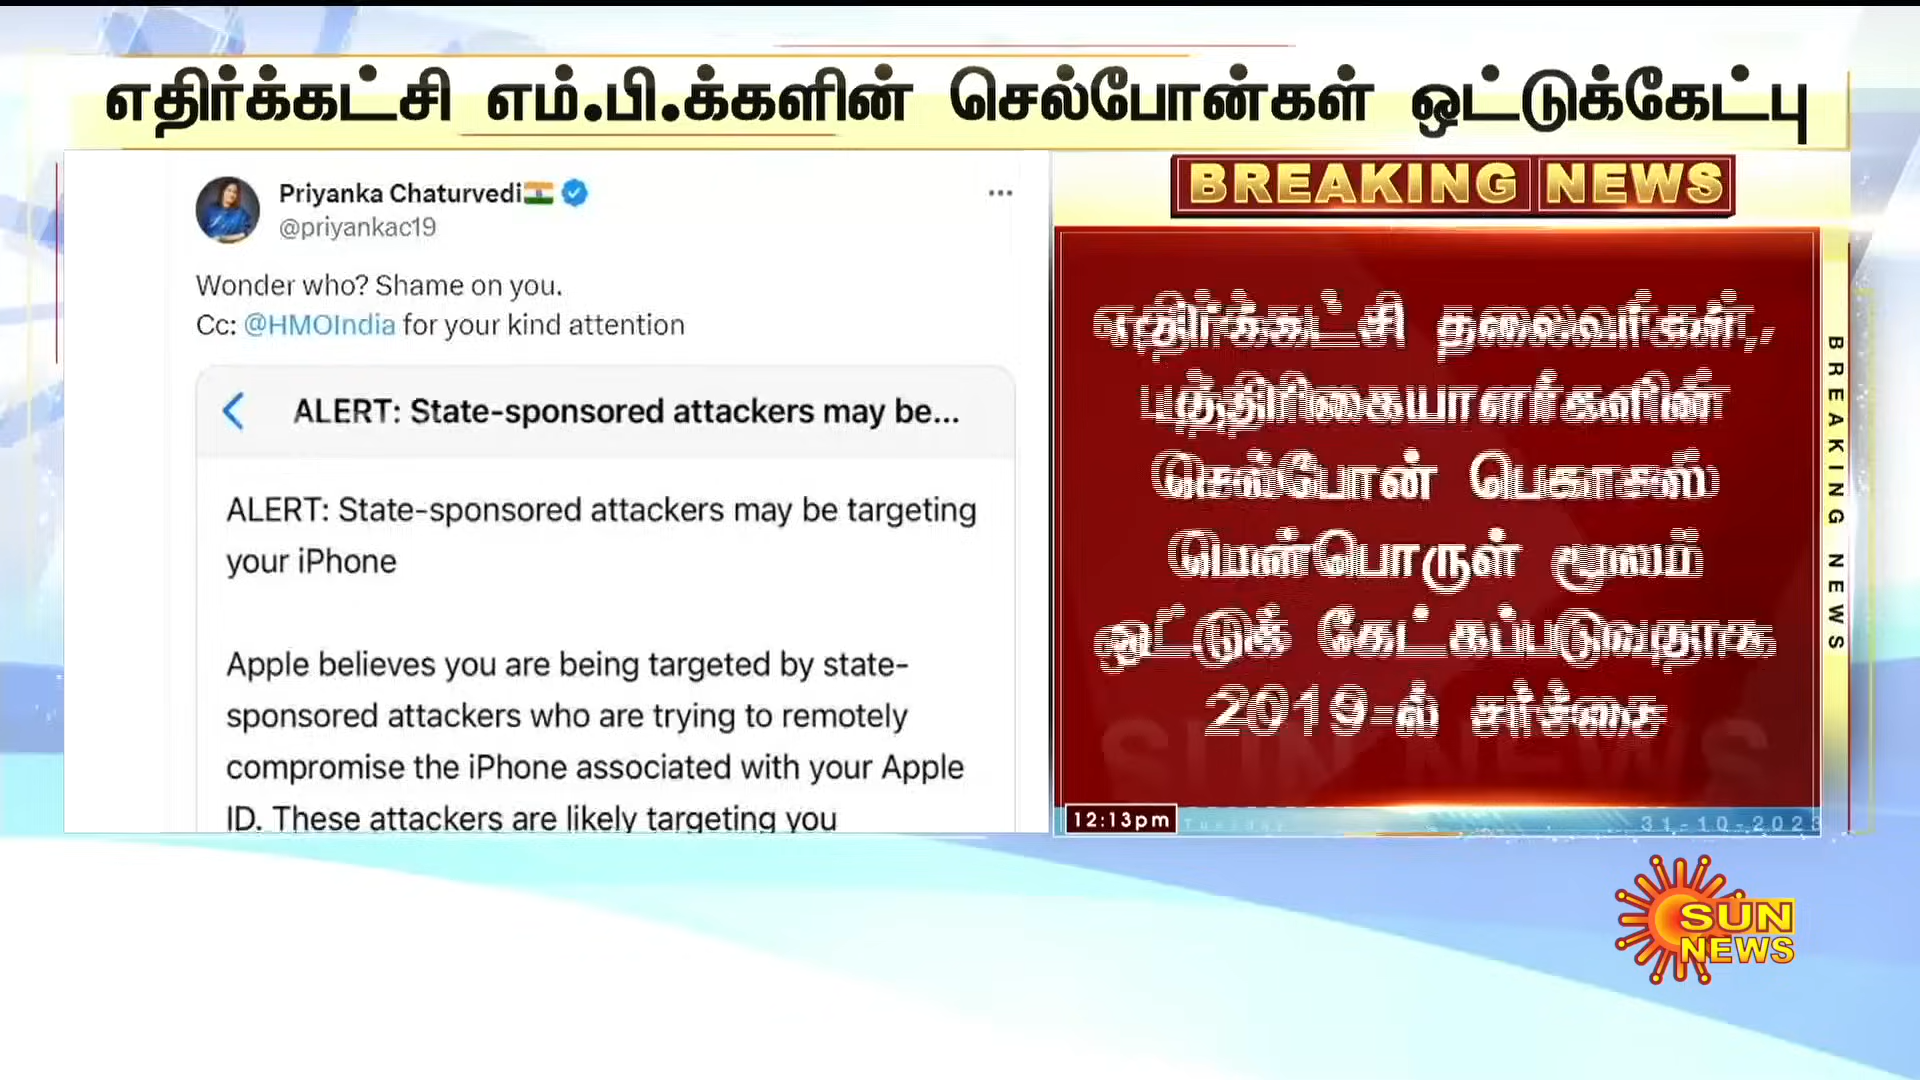 எதிர்க்கட்சி எம்.பி.க்களின் செல்போன்கள் ஒட்டுக்கேட்பு
Priyanka Chaturvedi🇮🇳
@priyankac19
Wonder who? Shame on you.
Cc: @HMOIndia for your kind attention
ALERT: State-sponsored attackers may be...
ALERT: State-sponsored attackers may be targeting
your iPhone
Apple believes you are being targeted by state-
sponsored attackers who are trying to remotely
compromise the iPhone associated with your Apple
ID. These attackers are likely targeting you
BREAKING NEWS
எதிர்க்கட்சி தலைவர்கள்,
பத்திரிகையாளர்களின்
செல்போன் பெகாசஸ்
மென்பொருள் மூலம்
ஒட்டுக் கேட்கப்படுவதாக
2019-ல் சர்ச்சை
SUN NEWS
12:13pm
Tuesday
31-10-2023
BREAKING NEWS
SUN
NEWS